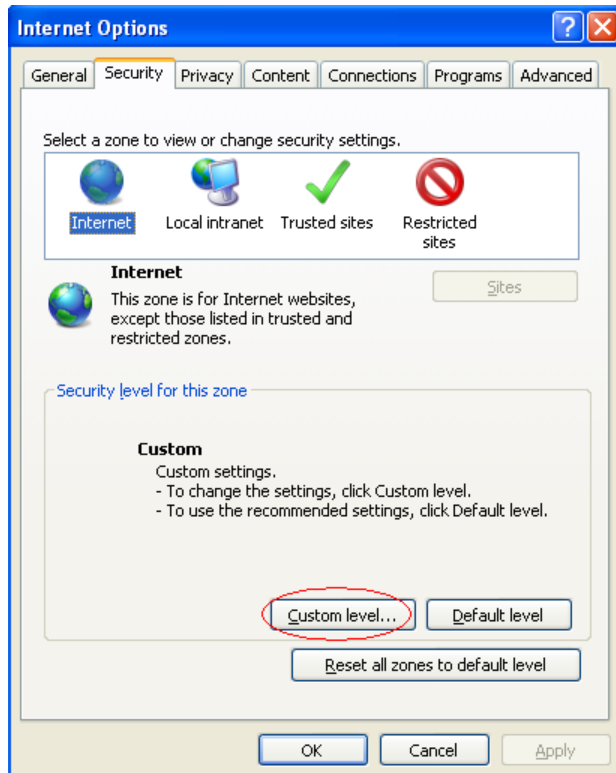 Internet Options
General Security Privacy Content Connections Programs Advanced
Select a zone to view or change security settings.
Internet Local intranet Trusted sites Restricted
sites
Internet
Sites
This zone is for Internet websites,
except those listed in trusted and
restricted zones.
Security level for this zone
Custom
Custom settings.
- To change the settings, click Custom level.
- To use the recommended settings, click Default level.
Custom level... Default level
Reset all zones to default level
OK Cancel Apply